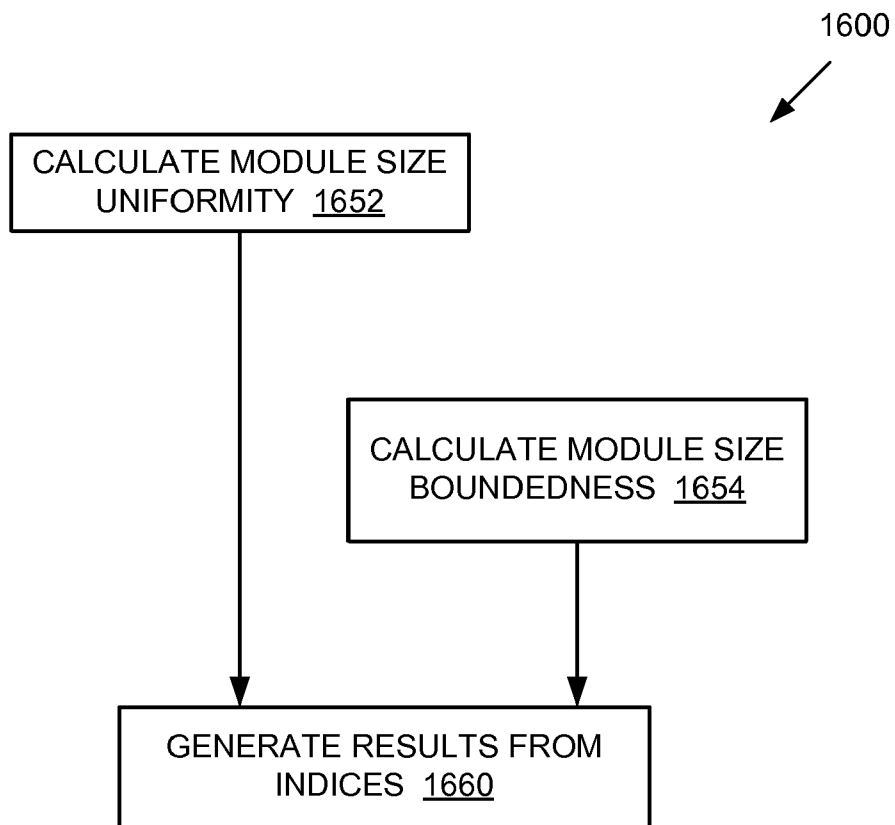 1600
CALCULATE MODULE SIZE
UNIFORMITY 1652
CALCULATE MODULE SIZE
BOUNDEDNESS 1654
GENERATE RESULTS FROM
INDICES 1660